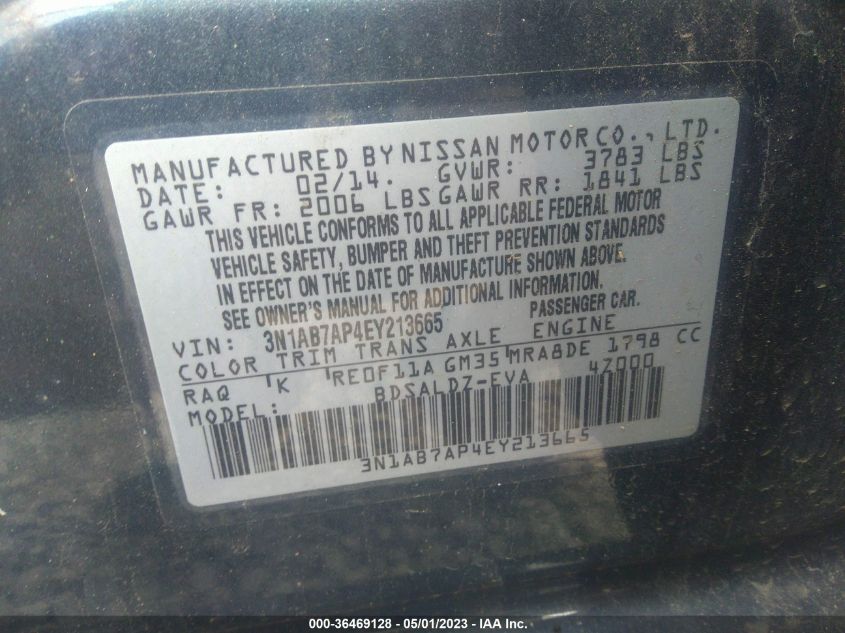 MANUFACTURED BY NISSAN MOTOR CO., LTD.
DATE: 02/14. GVWR: 3783 LBS
GAWR FR: 2006 LBS GAWR RR: 1841 LBS
THIS VEHICLE CONFORMS TO ALL APPLICABLE FEDERAL MOTOR
VEHICLE SAFETY, BUMPER AND THEFT PREVENTION STANDARDS
IN EFFECT ON THE DATE OF MANUFACTURE SHOWN ABOVE.
SEE OWNER'S MANUAL FOR ADDITIONAL INFORMATION.
VIN: 3N1AB7AP4EY213665 PASSENGER CAR.
COLOR TRIM TRANS AXLE ENGINE
RAQ K RE0F11A GM35 MRA8DE 1798 CC
MODEL: BDSALDZ-EVA 4Z000
3N1AB7AP4EY213665
000-36469128 - 05/01/2023 - IAA Inc.